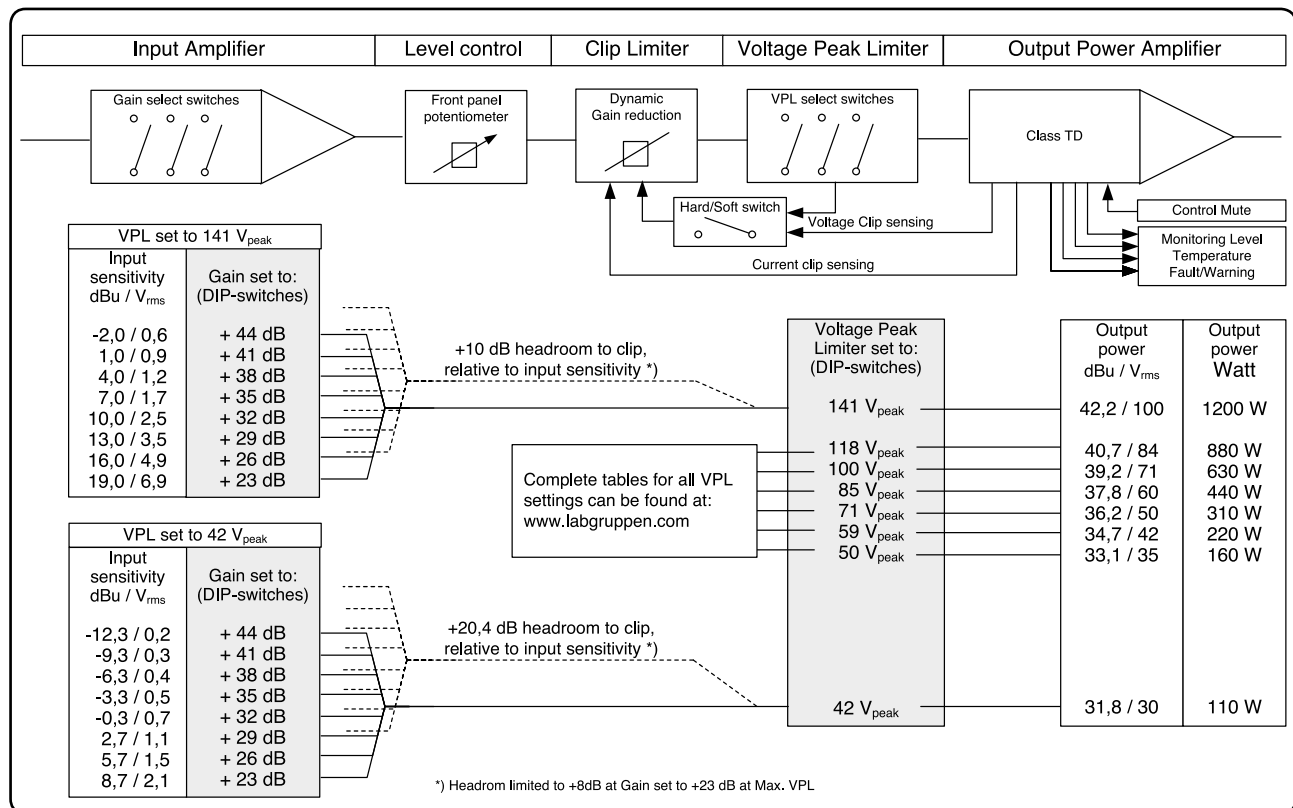 Input Amplifier
Level control
Clip Limiter
Voltage Peak Limiter
Output Power Amplifier
Gain select switches
Front panel
potentiometer
Dynamic
Gain reduction
VPL select switches
Class TD
Hard/Soft switch
Voltage Clip sensing
Current clip sensing
Control Mute
Monitoring Level
Temperature
Fault/Warning
VPL set to 141 Vpeak
Input
sensitivity
dBu / Vrms
Gain set to:
(DIP-switches)
-2,0 / 0,6 + 44 dB
1,0 / 0,9 + 41 dB
4,0 / 1,2 + 38 dB
7,0 / 1,7 + 35 dB
10,0 / 2,5 + 32 dB
13,0 / 3,5 + 29 dB
16,0 / 4,9 + 26 dB
19,0 / 6,9 + 23 dB
+10 dB headroom to clip,
relative to input sensitivity *)
Voltage Peak
Limiter set to:
(DIP-switches)
Output
power
dBu / Vrms
Output
power
Watt
141 Vpeak 42,2 / 100 1200 W
118 Vpeak 40,7 / 84 880 W
100 Vpeak 39,2 / 71 630 W
85 Vpeak 37,8 / 60 440 W
71 Vpeak 36,2 / 50 310 W
59 Vpeak 34,7 / 42 220 W
50 Vpeak 33,1 / 35 160 W
Complete tables for all VPL
settings can be found at:
www.labgruppen.com
VPL set to 42 Vpeak
Input
sensitivity
dBu / Vrms
Gain set to:
(DIP-switches)
-12,3 / 0,2 + 44 dB
-9,3 / 0,3 + 41 dB
-6,3 / 0,4 + 38 dB
-3,3 / 0,5 + 35 dB
-0,3 / 0,7 + 32 dB
2,7 / 1,1 + 29 dB
5,7 / 1,5 + 26 dB
8,7 / 2,1 + 23 dB
+20,4 dB headroom to clip,
relative to input sensitivity *)
42 Vpeak 31,8 / 30 110 W
*) Headrom limited to +8dB at Gain set to +23 dB at Max. VPL